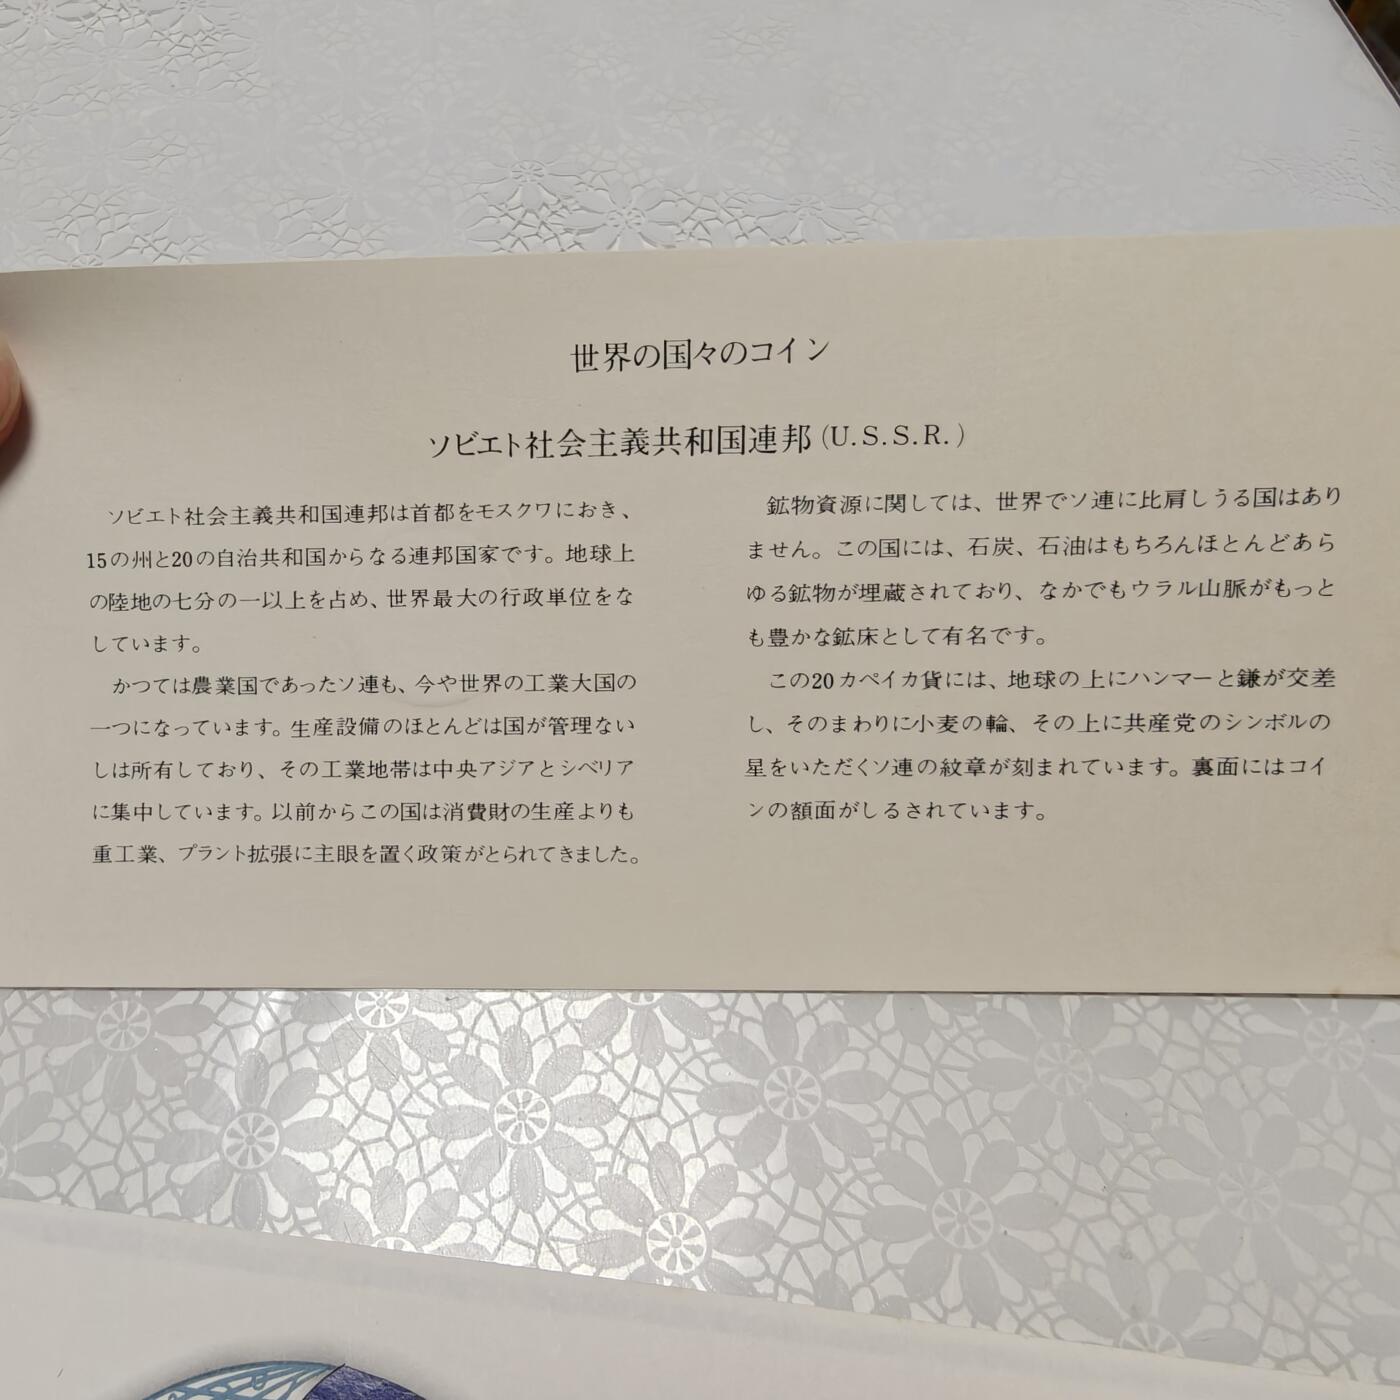 世界の国々のコイン
ソビエト社会主義共和国連邦(U.S.S.R.)
ソビエト社会主義共和国連邦は首都をモスクワにおき、
15の州と20の自治共和国からなる連邦国家です。地球上
の陸地の七分の一以上を占め、世界最大の行政単位をな
しています。
かつては農業国であったソ連も、今や世界の工業大国の
一つになっています。生産設備のほとんどは国が管理ない
しは所有しており、その工業地帯は中央アジアとシベリア
に集中しています。以前からこの国は消費財の生産よりも
重工業、プラント拡張に主眼を置く政策がとられてきました。
鉱物資源に関しては、世界でソ連に比肩しうる国はあり
ません。この国には、石炭、石油はもちろんほとんどあら
ゆる鉱物が埋蔵されており、なかでもウラル山脈がもっと
も豊かな鉱床として有名です。
この20カペイカ貨には、地球の上にハンマーと鎌が交差
し、そのまわりに小麦の輪、その上に共産党のシンボルの
星をいただくソ連の紋章が刻まれています。裏面にはコイ
ンの額面がしるされています。